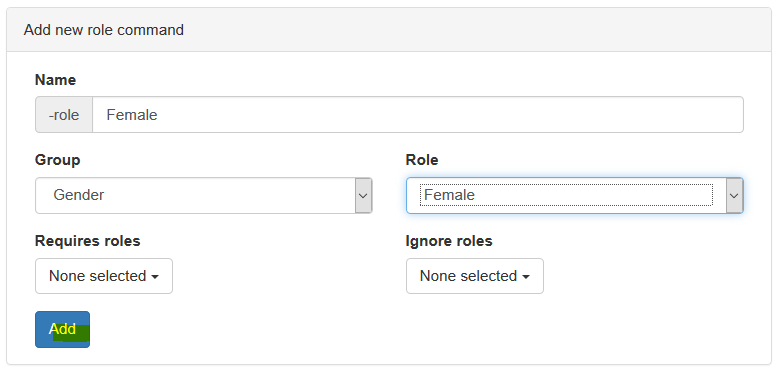 Add new role command
Name
-role Female
Group Role
Gender Female
Requires roles Ignore roles
None selected None selected
Add